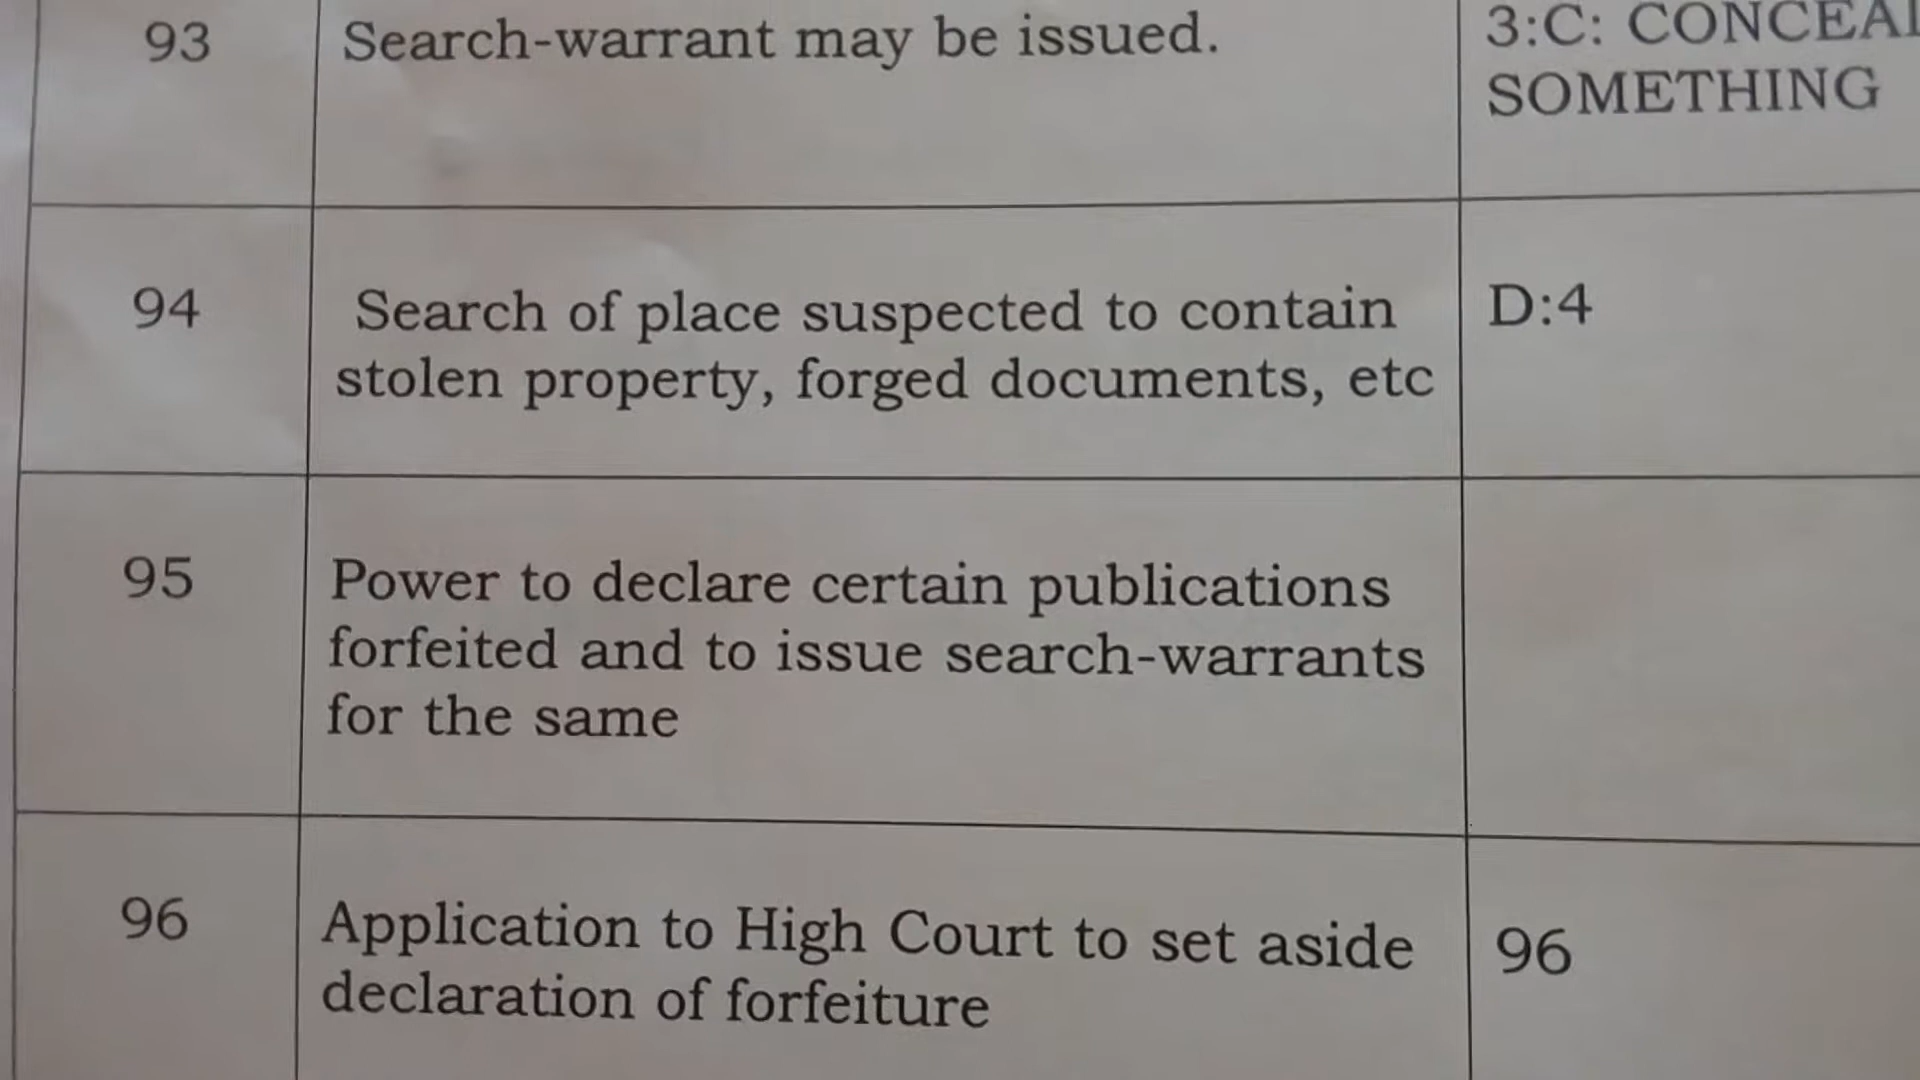 93
Search-warrant may be issued.
3:C: CONCEAL
SOMETHING
94
Search of place suspected to contain
stolen property, forged documents, etc
D:4
95
Power to declare certain publications
forfeited and to issue search-warrants
for the same
96
Application to High Court to set aside
declaration of forfeiture
96